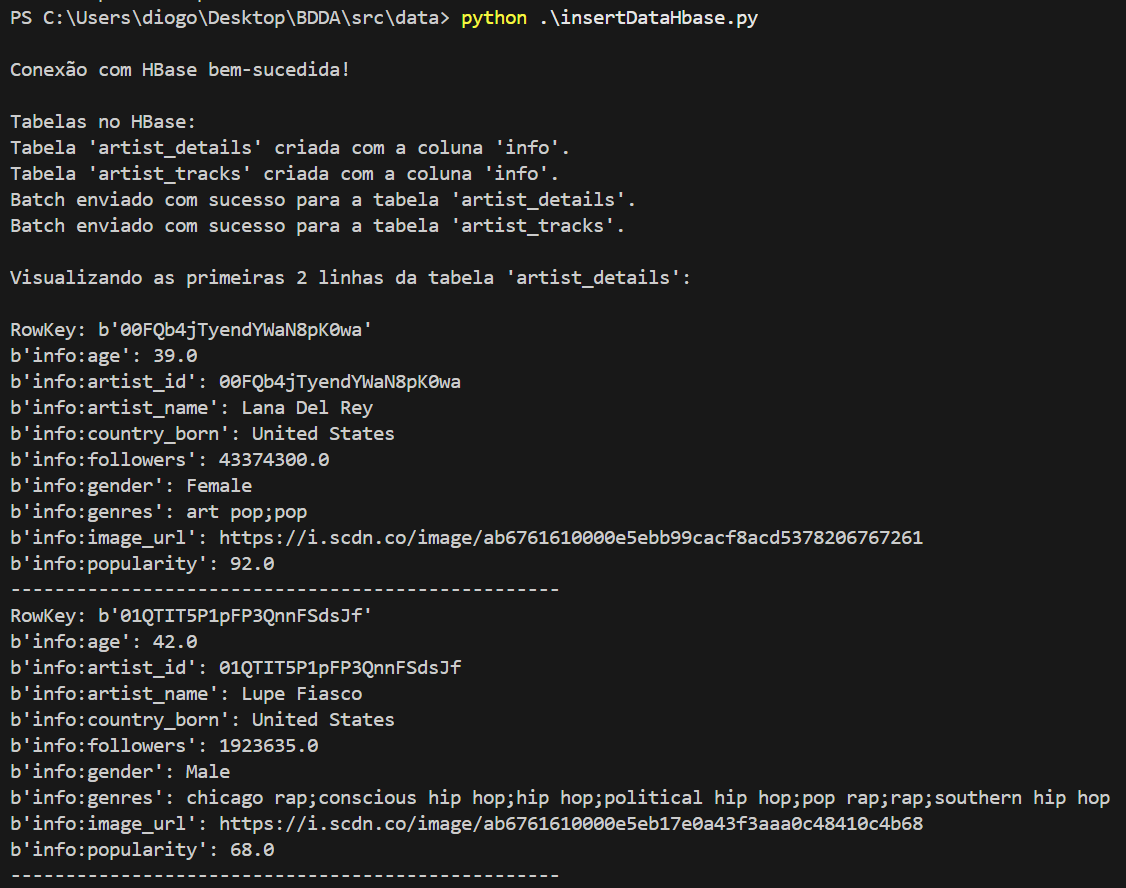 PS C:\Users\diogo\Desktop\BDDA\src\data> python .\insertDataHbase.py
Conexão com HBase bem-sucedida!
Tabelas no HBase:
Tabela 'artist_details' criada com a coluna 'info'.
Tabela 'artist_tracks' criada com a coluna 'info'.
Batch enviado com sucesso para a tabela 'artist_details'.
Batch enviado com sucesso para a tabela 'artist_tracks'.
Visualizando as primeiras 2 linhas da tabela 'artist_details':
RowKey: b'00FQb4jTyendYWaN8pK0wa'
b'info:age': 39.0
b'info:artist_id': 00FQb4jTyendYWaN8pK0wa
b'info:artist_name': Lana Del Rey
b'info:country_born': United States
b'info:followers': 43374300.0
b'info:gender': Female
b'info:genres': art pop;pop
b'info:image_url': https://i.scdn.co/image/ab6761610000e5ebb99cacf8acd5378206767261
b'info:popularity': 92.0
--------------------------------------------------
RowKey: b'01QTIT5P1pFP3QnnFSdsJf'
b'info:age': 42.0
b'info:artist_id': 01QTIT5P1pFP3QnnFSdsJf
b'info:artist_name': Lupe Fiasco
b'info:country_born': United States
b'info:followers': 1923635.0
b'info:gender': Male
b'info:genres': chicago rap;conscious hip hop;hip hop;political hip hop;pop rap;rap;southern hip hop
b'info:image_url': https://i.scdn.co/image/ab6761610000e5eb17e0a43f3aaa0c48410c4b68
b'info:popularity': 68.0
--------------------------------------------------